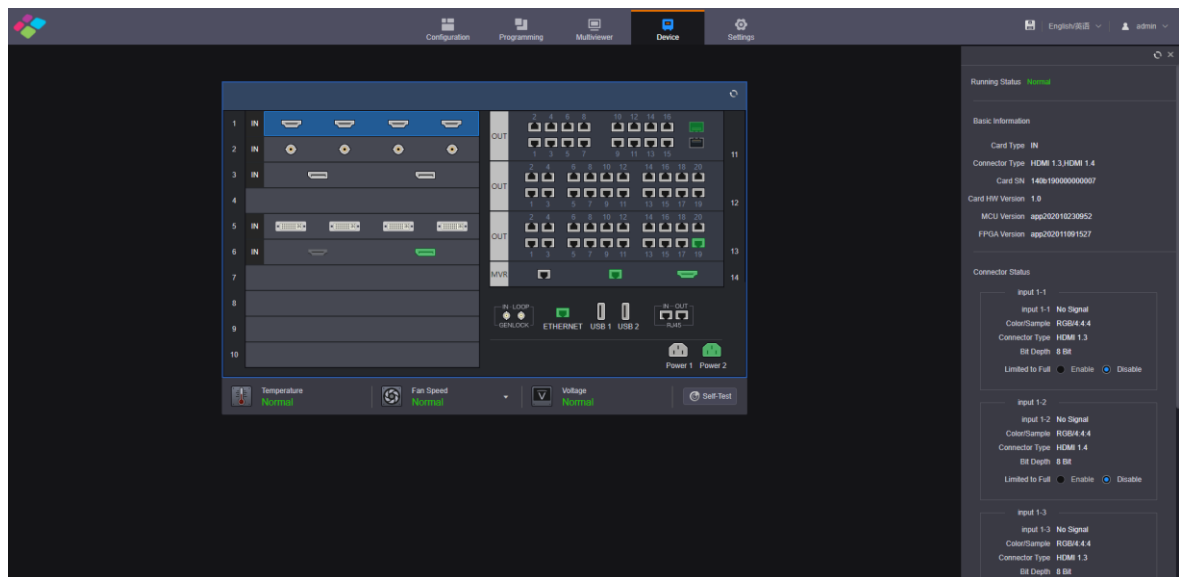 Configuration
Programming
Multiviewer
Device
Settings
English/英语
admin
Running Status Normal
Basic Information
Card Type IN
Connector Type HDMI 1.3,HDMI 1.4
Card SN 140b190000000007
Card HW Version 1.0
MCU Version app202010230952
FPGA Version app202011091527
Connector Status
input 1-1
input 1-1 No Signal
Color/Sample RGB/4:4:4
Connector Type HDMI 1.3
Bit Depth 8 Bit
Limited to Full Enable Disable
input 1-2
input 1-2 No Signal
Color/Sample RGB/4:4:4
Connector Type HDMI 1.4
Bit Depth 8 Bit
Limited to Full Enable Disable
input 1-3
input 1-3 No Signal
Color/Sample RGB/4:4:4
Connector Type HDMI 1.3
Bit Depth 8 Bit
1 IN
2 IN
3 IN
4
5 IN
6 IN
7
8
9
10
2 4 6 8 10 12 14 16
OUT
1 3 5 7 9 11 13 15
11
2 4 6 8 10 12 14 16 18 20
OUT
1 3 5 7 9 11 13 15 17 19
12
2 4 6 8 10 12 14 16 18 20
OUT
1 3 5 7 9 11 13 15 17 19
13
MVR
14
IN LOOP
GENLOCK
ETHERNET
USB 1
USB 2
IN OUT
RJ45
Power 1
Power 2
Temperature
Normal
Fan Speed
Normal
V
Voltage
Normal
Self-Test